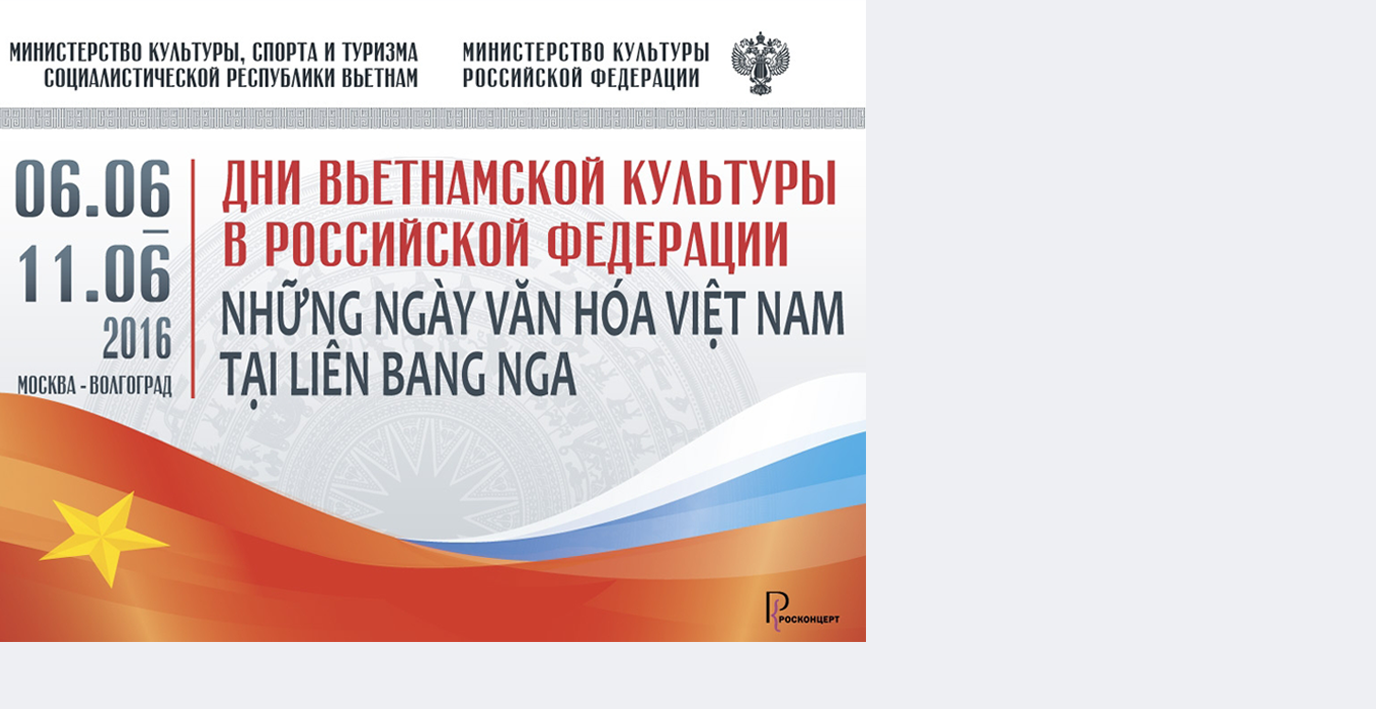 МИНИСТЕРСТВО КУЛЬТУРЫ, СПОРТА И ТУРИЗМА
СОЦИАЛИСТИЧЕСКОЙ РЕСПУБЛИКИ ВЬЕТНАМ
МИНИСТЕРСТВО КУЛЬТУРЫ
РОССИЙСКОЙ ФЕДЕРАЦИИ
06.06
–
11.06
2016
МОСКВА - ВОЛГОГРАД
ДНИ ВЬЕТНАМСКОЙ КУЛЬТУРЫ
В РОССИЙСКОЙ ФЕДЕРАЦИИ
NHỮNG NGÀY VĂN HÓA VIỆT NAM
TẠI LIÊN BANG NGA
РОСКОНЦЕРТ